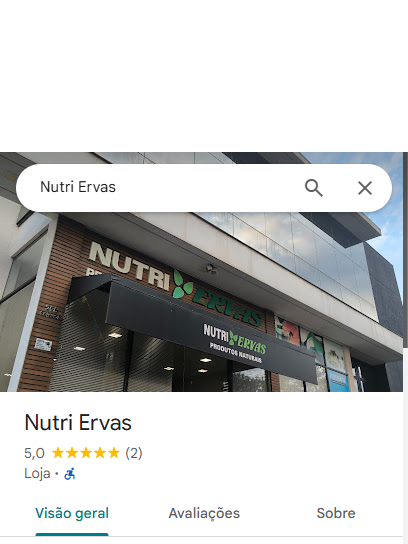 Nutri Ervas
NUTRI ERVAS
NUTRI ERVAS
PRODUTOS NATURAIS
Nutri Ervas
5,0 (2)
Loja ·
Visão geral
Avaliações
Sobre